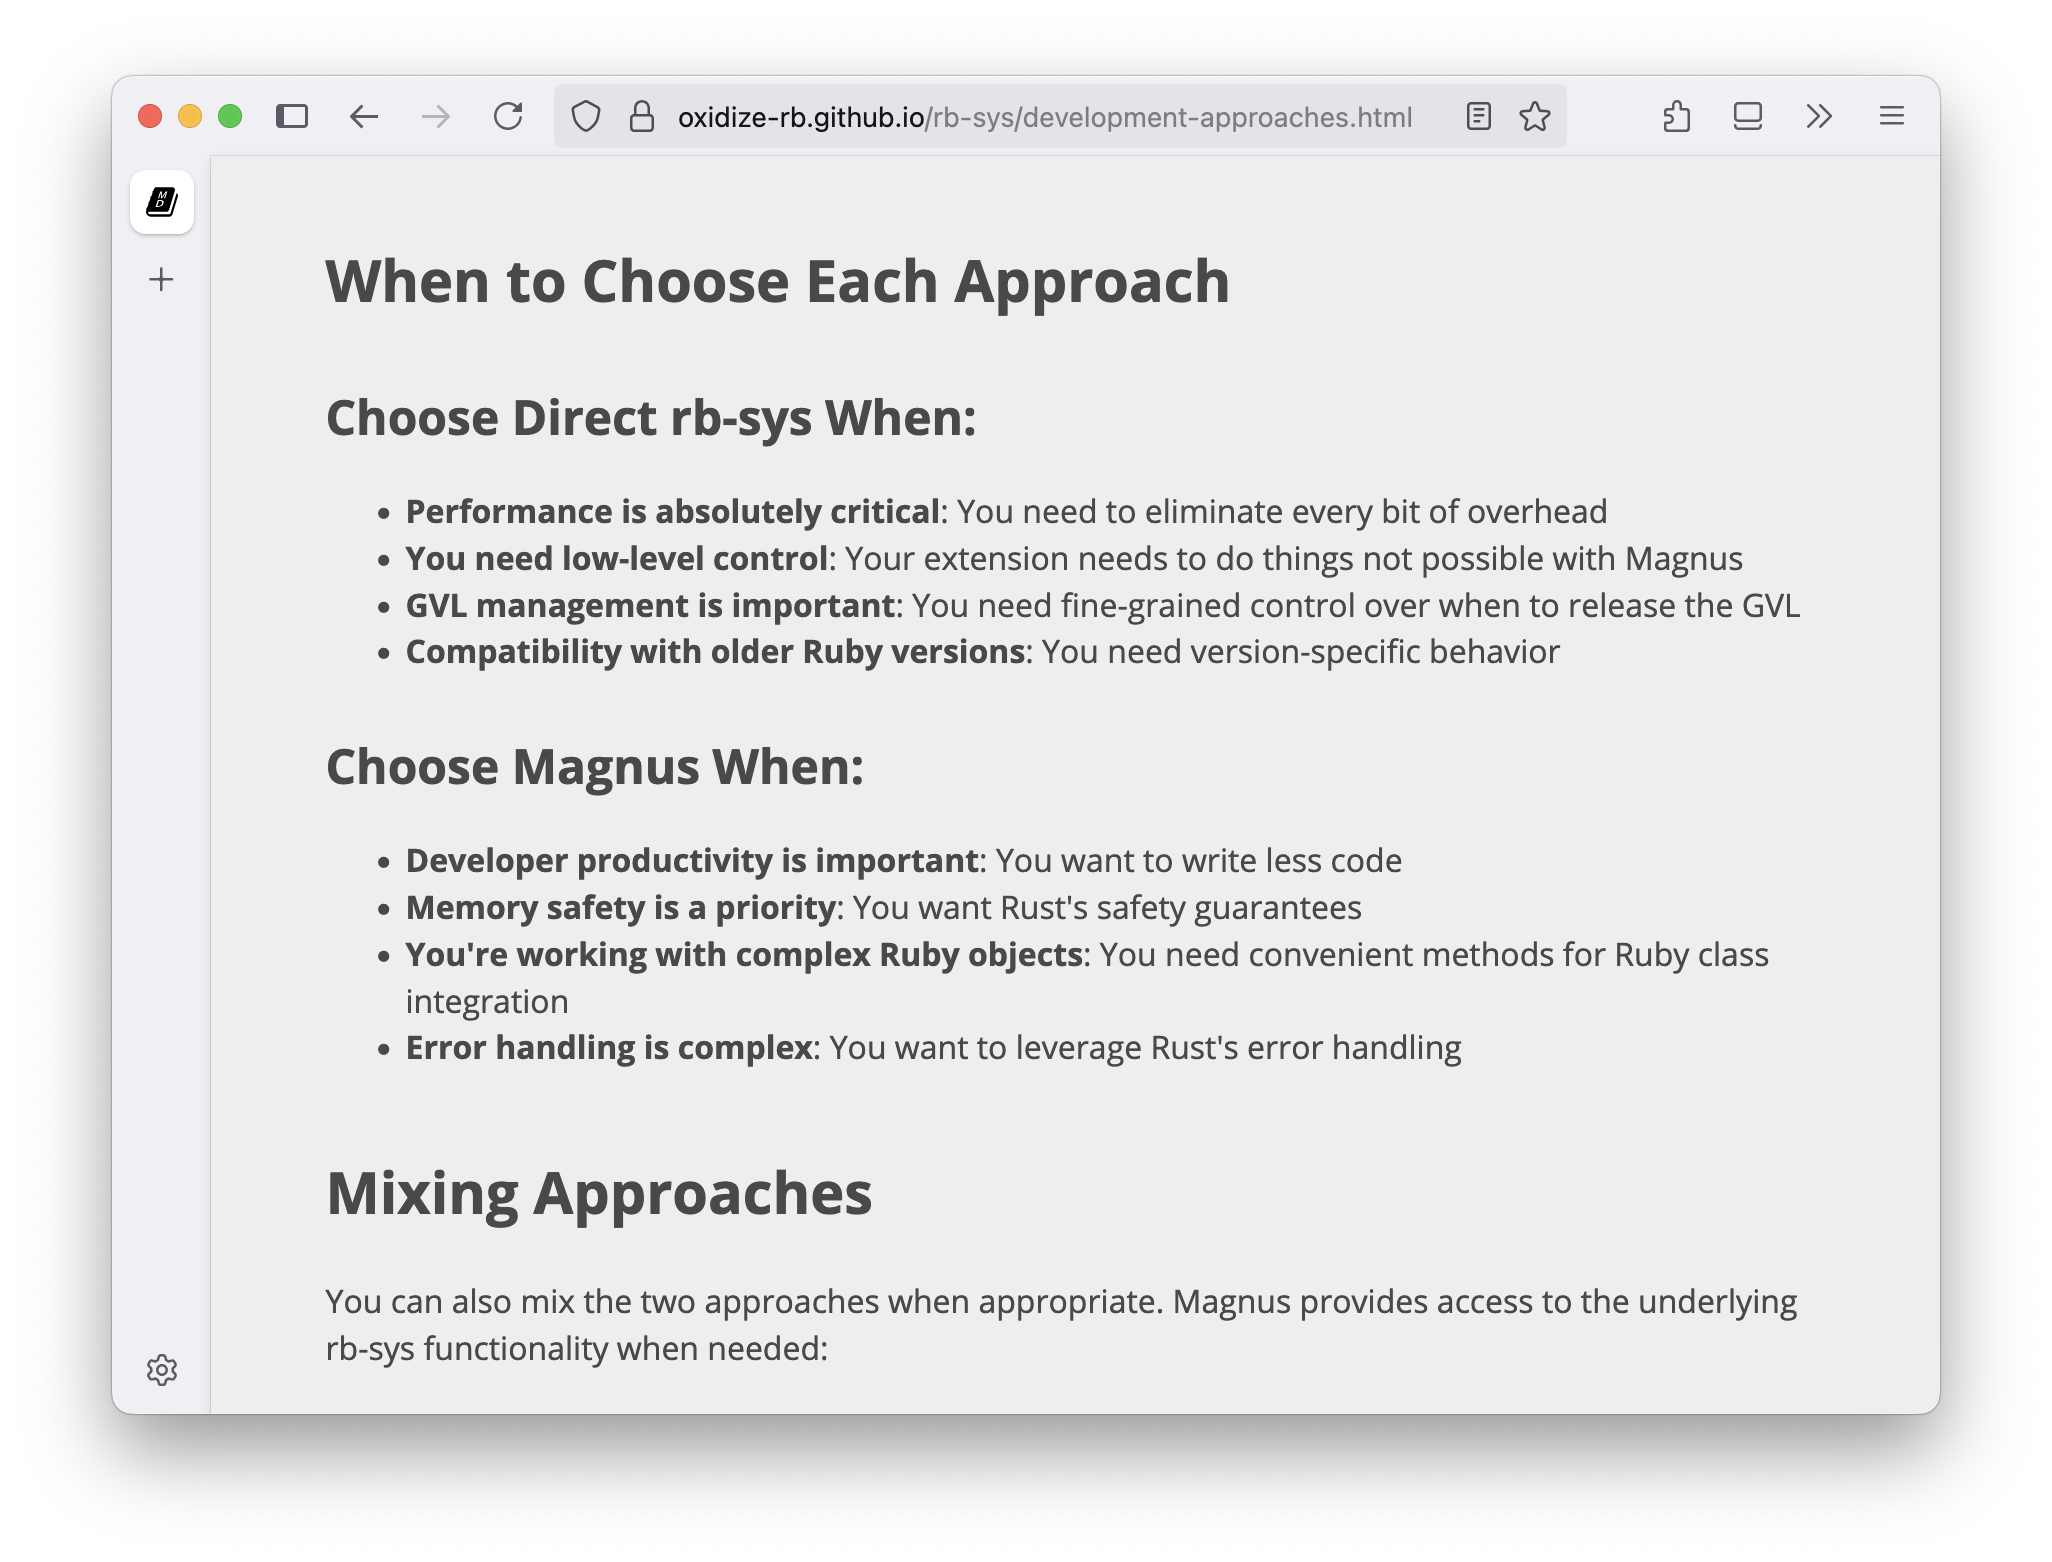 oxidize-rb.github.io/rb-sys/development-approaches.html
M
D
When to Choose Each Approach
Choose Direct rb-sys When:
• Performance is absolutely critical: You need to eliminate every bit of overhead
• You need low-level control: Your extension needs to do things not possible with Magnus
• GVL management is important: You need fine-grained control over when to release the GVL
• Compatibility with older Ruby versions: You need version-specific behavior
Choose Magnus When:
• Developer productivity is important: You want to write less code
• Memory safety is a priority: You want Rust's safety guarantees
• You're working with complex Ruby objects: You need convenient methods for Ruby class
integration
• Error handling is complex: You want to leverage Rust's error handling
Mixing Approaches
You can also mix the two approaches when appropriate. Magnus provides access to the underlying
rb-sys functionality when needed: